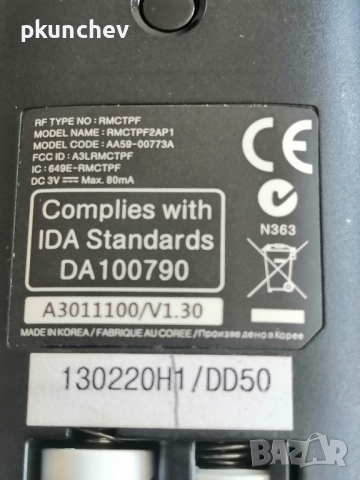 pkunchev
RF TYPE NO : RMCTPF
MODEL NAME : RMCTPF2AP1
MODEL CODE : AA59-00773A
FCC ID : A3LRMCTPF
IC : 649E-RMCTPF
DC 3V Max. 80mA
CE
N363
Complies with
IDA Standards
DA100790
A3011100/V1.30
MADE IN KOREA / FABRIQUÉ AU CORÉE / Произведено в Корее
130220H1/DD50
BAZAR